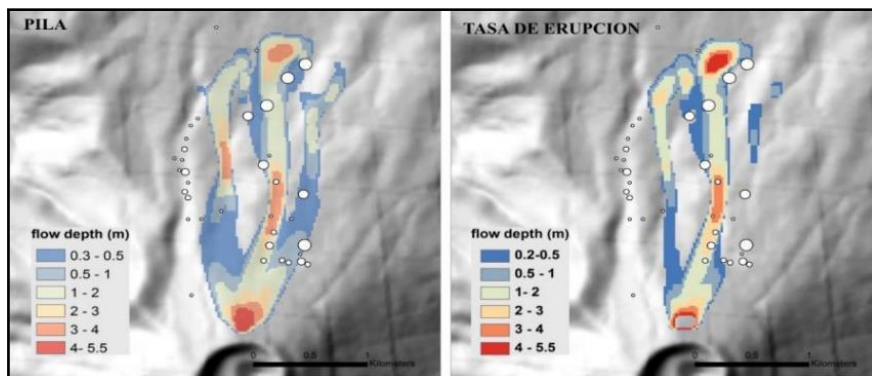 PILA
flow depth (m)
0.3 - 0.5
0.5 - 1
1 - 2
2 - 3
3 - 4
4- 5.5
0 0.5 1
Kilometers
TASA DE ERUPCION
flow depth (m)
0.2-0.5
0.5 - 1
1- 2
2 - 3
3 - 4
4 - 5.5
0 0.5 1
Kilometers